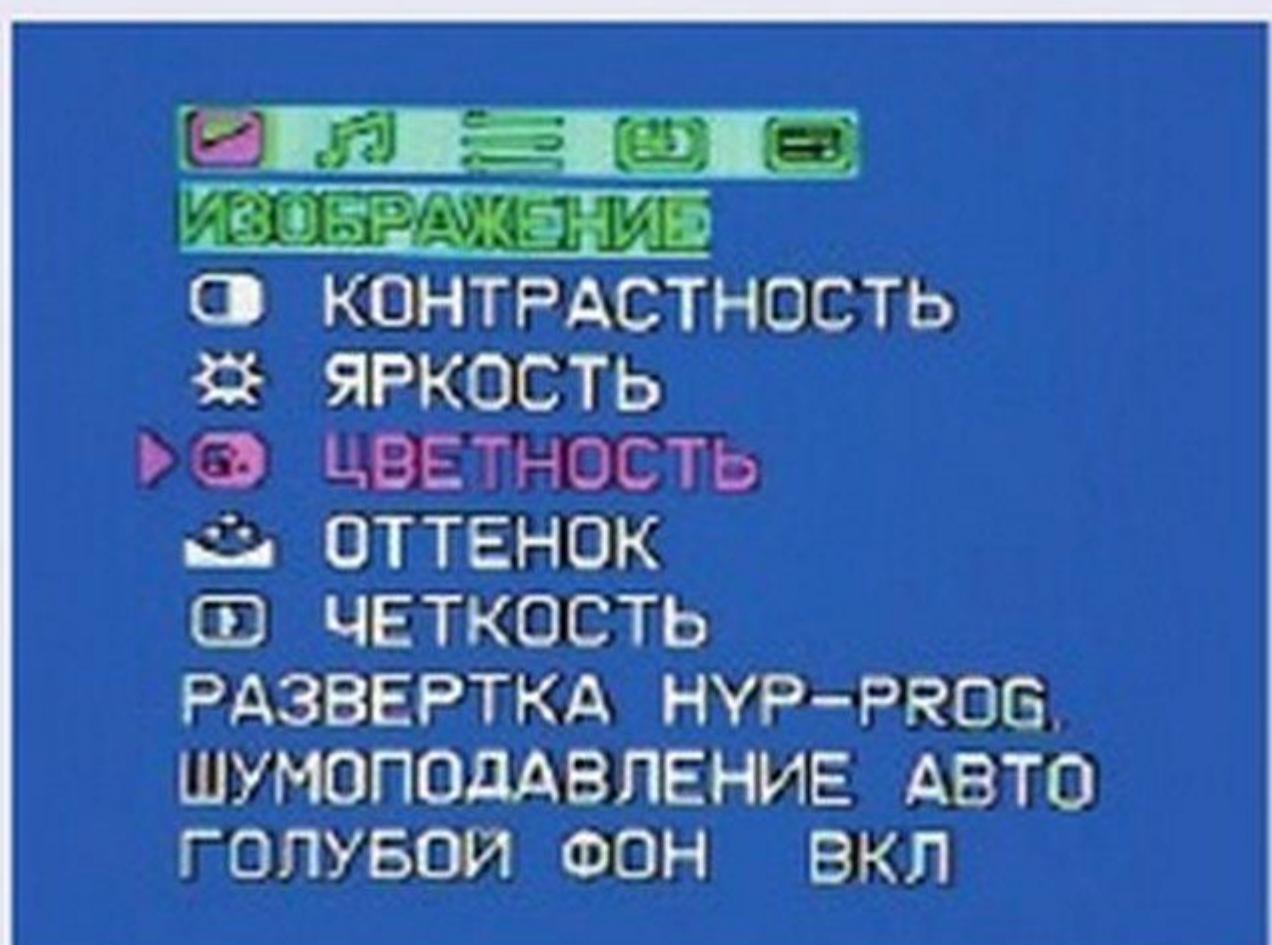 ИЗОБРАЖЕНИЕ
КОНТРАСТНОСТЬ
ЯРКОСТЬ
ЦВЕТНОСТЬ
ОТТЕНОК
ЧЕТКОСТЬ
РАЗВЕРТКА HYP-PROG.
ШУМОПОДАВЛЕНИЕ АВТО
ГОЛУБОЙ ФОН ВКЛ